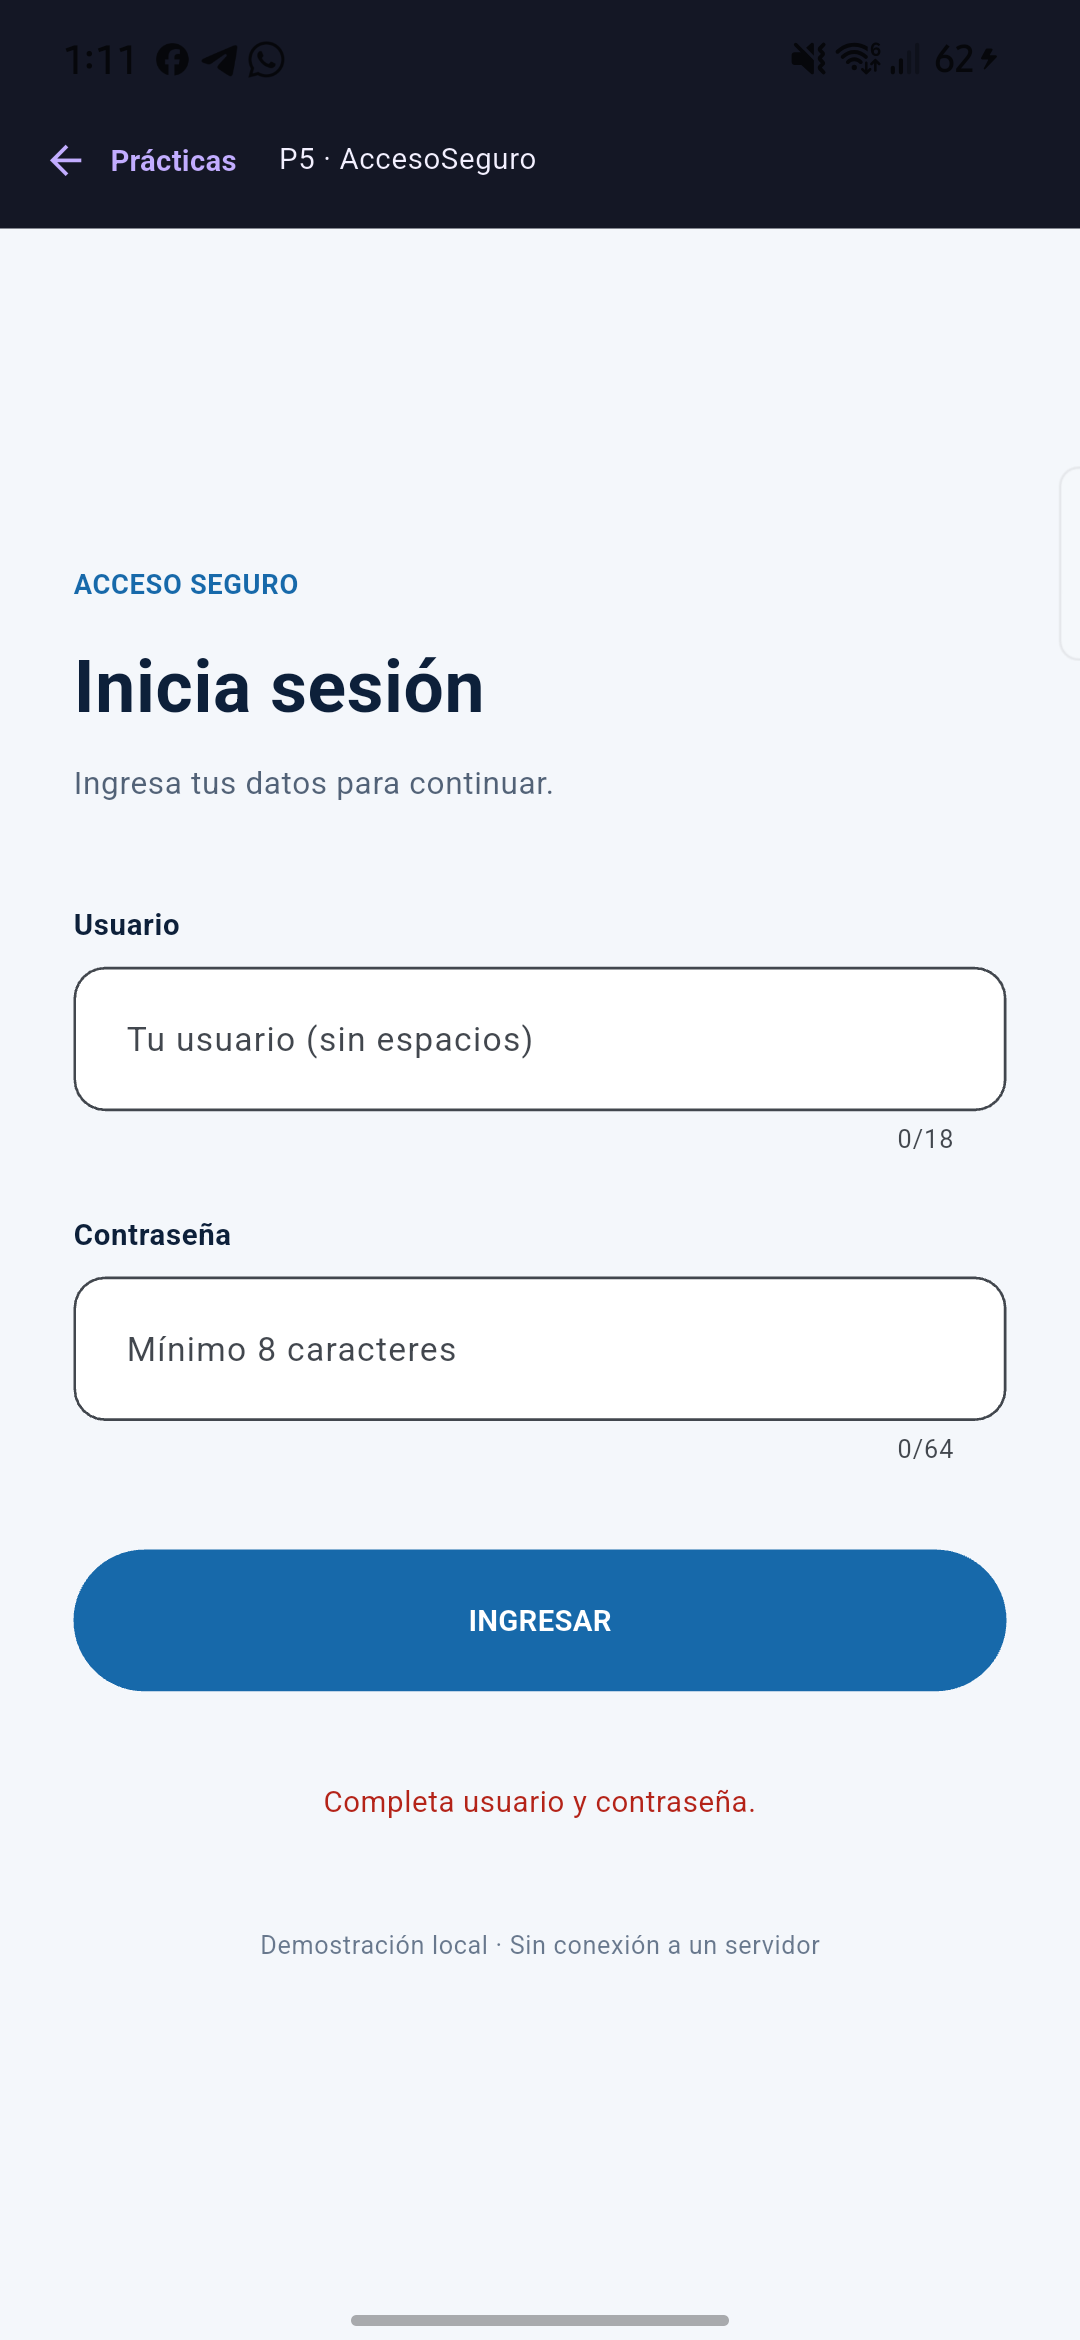 1:11 62
Prácticas P5 · AccesoSeguro
ACCESO SEGURO
Inicia sesión
Ingresa tus datos para continuar.
Usuario
Tu usuario (sin espacios)
0/18
Contraseña
Mínimo 8 caracteres
0/64
INGRESAR
Completa usuario y contraseña.
Demostración local · Sin conexión a un servidor